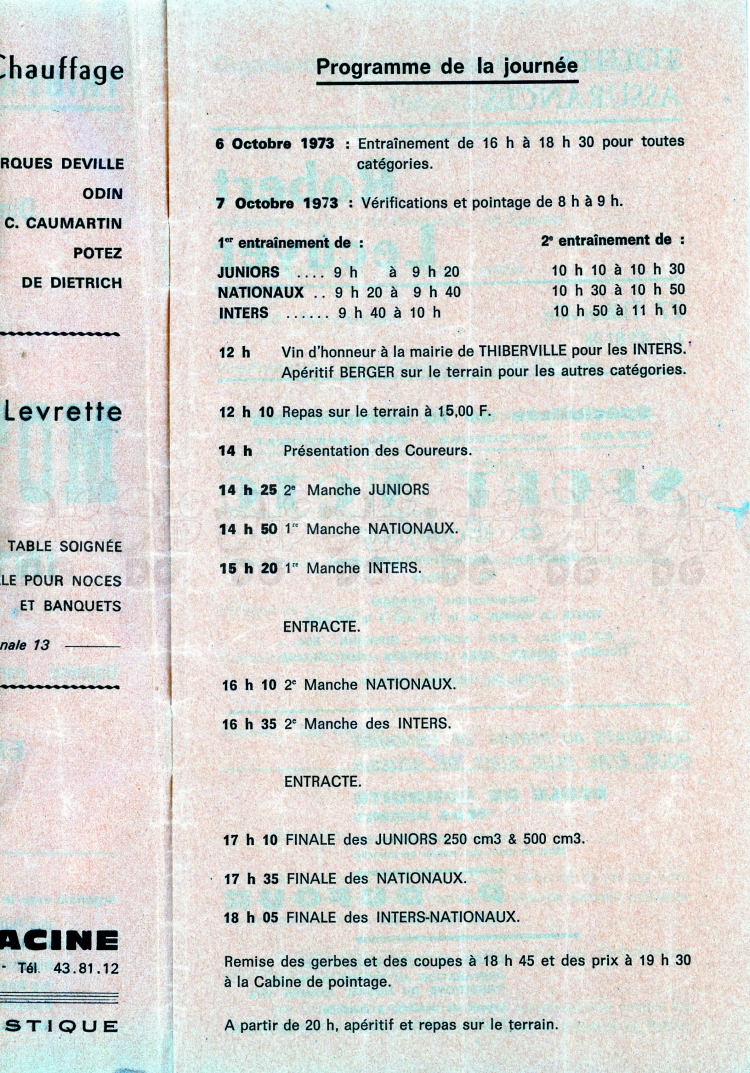 Chauffage
DEVILLE
ODIN
C. CAUMARTIN
POTEZ
DE DIETRICH
Levrette
TABLE SOIGNÉE
POUR NOCES
ET BANQUETS
13
Tél. 43.81.12
Programme de la journée
6 Octobre 1973 : Entraînement de 16 h à 18 h 30 pour toutes
catégories.
7 Octobre 1973 : Vérifications et pointage de 8 h à 9 h.
1er entraînement de : 2e entraînement de :
JUNIORS .... 9 h à 9 h 20 10 h 10 à 10 h 30
NATIONAUX .. 9 h 20 à 9 h 40 10 h 30 à 10 h 50
INTERS ...... 9 h 40 à 10 h 10 h 50 à 11 h 10
12 h Vin d'honneur à la mairie de THIBERVILLE pour les INTERS.
Apéritif BERGER sur le terrain pour les autres catégories.
12 h 10 Repas sur le terrain à 15,00 F.
14 h Présentation des Coureurs.
14 h 25 2e Manche JUNIORS
14 h 50 1re Manche NATIONAUX.
15 h 20 1re Manche INTERS.
ENTRACTE.
16 h 10 2e Manche NATIONAUX.
16 h 35 2e Manche des INTERS.
ENTRACTE.
17 h 10 FINALE des JUNIORS 250 cm3 & 500 cm3.
17 h 35 FINALE des NATIONAUX.
18 h 05 FINALE des INTERS-NATIONAUX.
Remise des gerbes et des coupes à 18 h 45 et des prix à 19 h 30
à la Cabine de pointage.
A partir de 20 h, apéritif et repas sur le terrain.